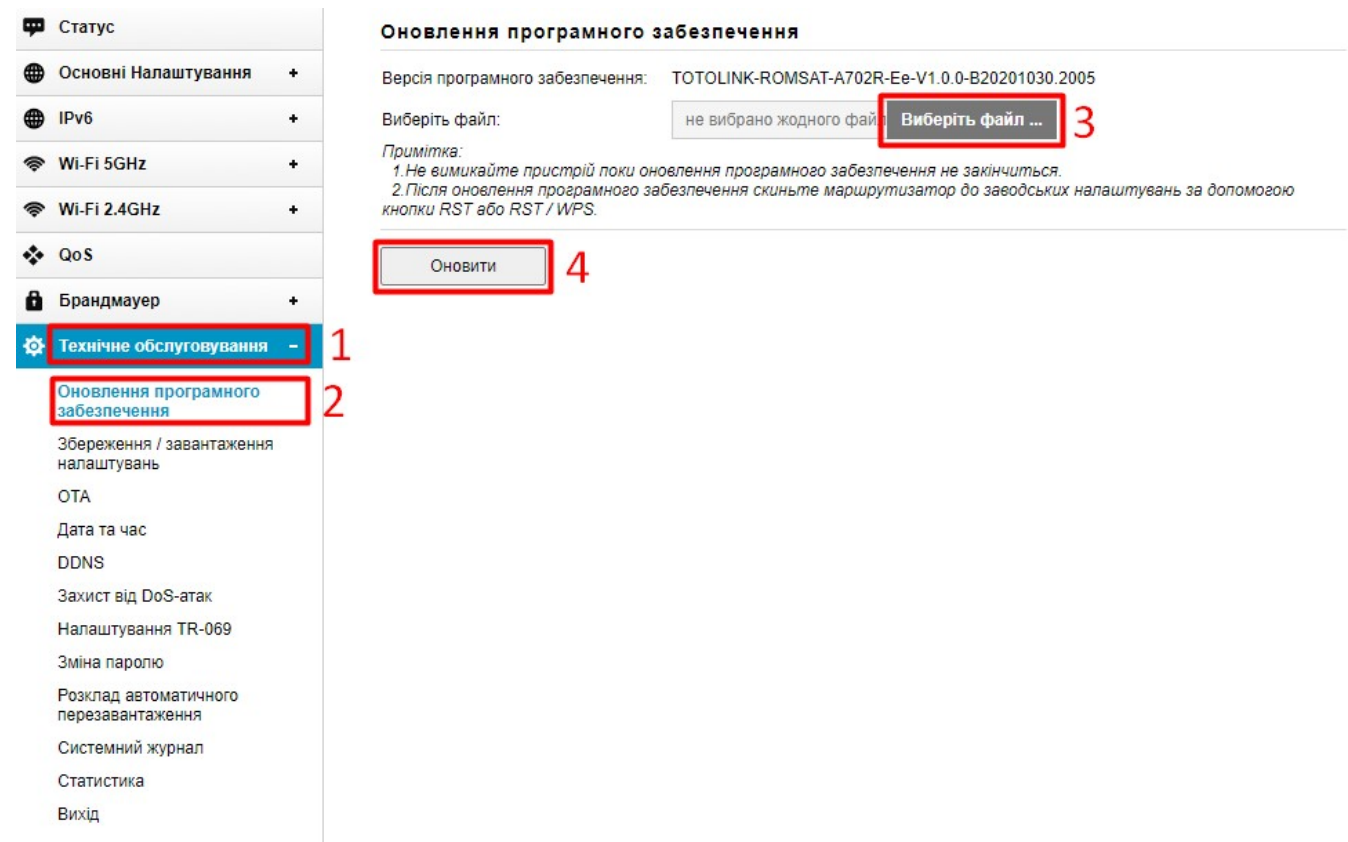 Статус
Основні Налаштування +
IPv6 +
Wi-Fi 5GHz +
Wi-Fi 2.4GHz +
QoS
Брандмауер +
Технічне обслуговування – 1
Оновлення програмного
забезпечення
2
Збереження / завантаження
налаштувань
OTA
Дата та час
DDNS
Захист від DoS-атак
Налаштування TR-069
Зміна паролю
Розклад автоматичного
перезавантаження
Системний журнал
Статистика
Вихід
Оновлення програмного забезпечення
Версія програмного забезпечення: TOTOLINK-ROMSAT-A702R-Ee-V1.0.0-B20201030.2005
Виберіть файл: не вибрано жодного файл Виберіть файл ... 3
Примітка:
1.Не вимикайте пристрій поки оновлення програмного забезпечення не закінчиться.
2.Після оновлення програмного забезпечення скиньте маршрутизатор до заводських налаштувань за допомогою
кнопки RST або RST / WPS.
Оновити 4